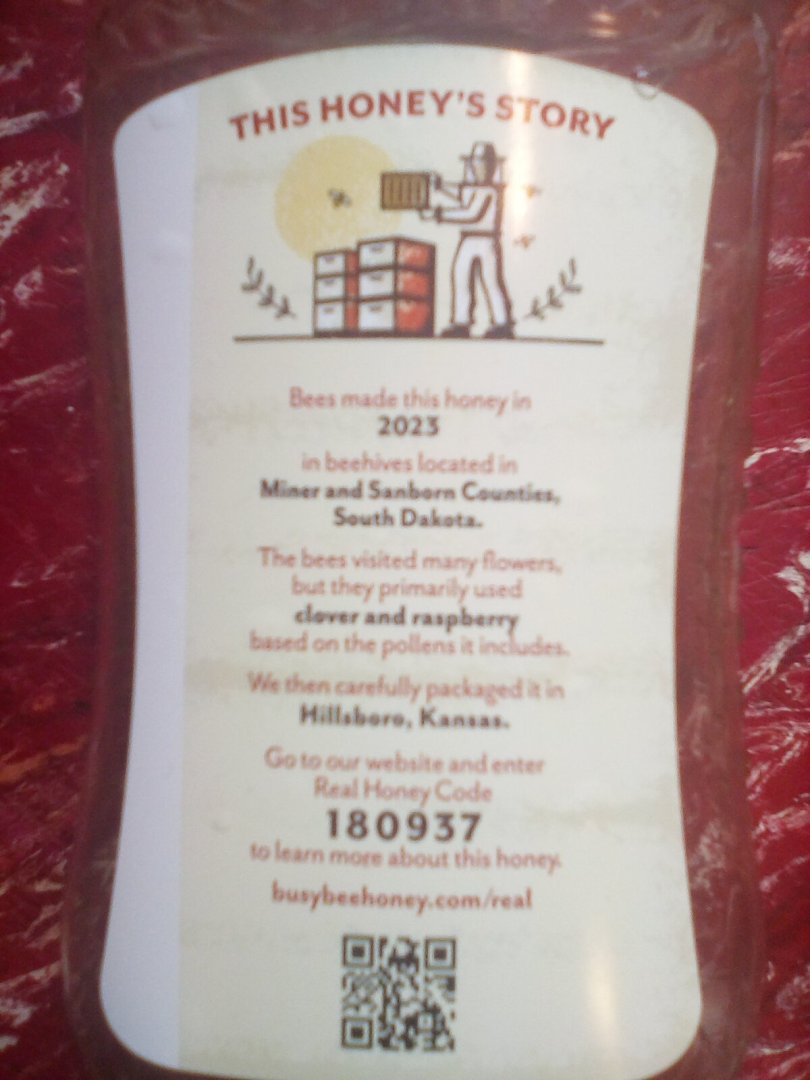 THIS HONEY'S STORY
Bees made this honey in
2023
in beehives located in
Miner and Sanborn Counties,
South Dakota.
The bees visited many flowers,
but they primarily used
clover and raspberry
based on the pollens it includes.
We then carefully packaged it in
Hillsboro, Kansas.
Go to our website and enter
Real Honey Code
180937
to learn more about this honey.
busybeehoney.com/real